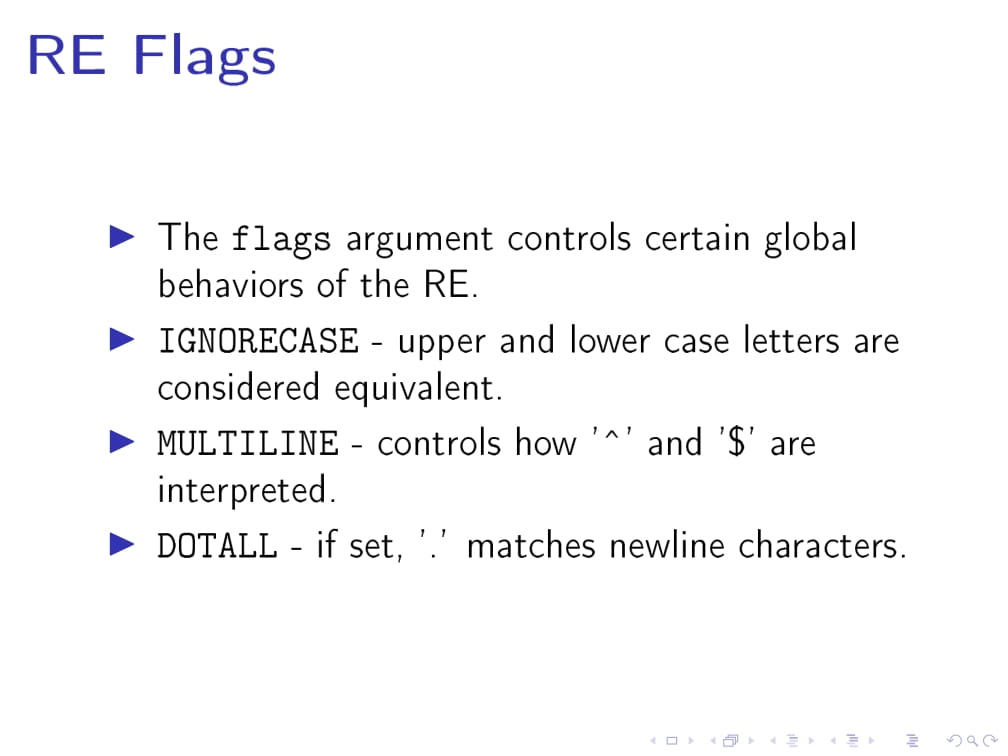 RE Flags
The flags argument controls certain global
behaviors of the RE.
IGNORECASE - upper and lower case letters are
considered equivalent.
MULTILINE - controls how '^' and '$' are
interpreted.
DOTALL - if set, '.' matches newline characters.